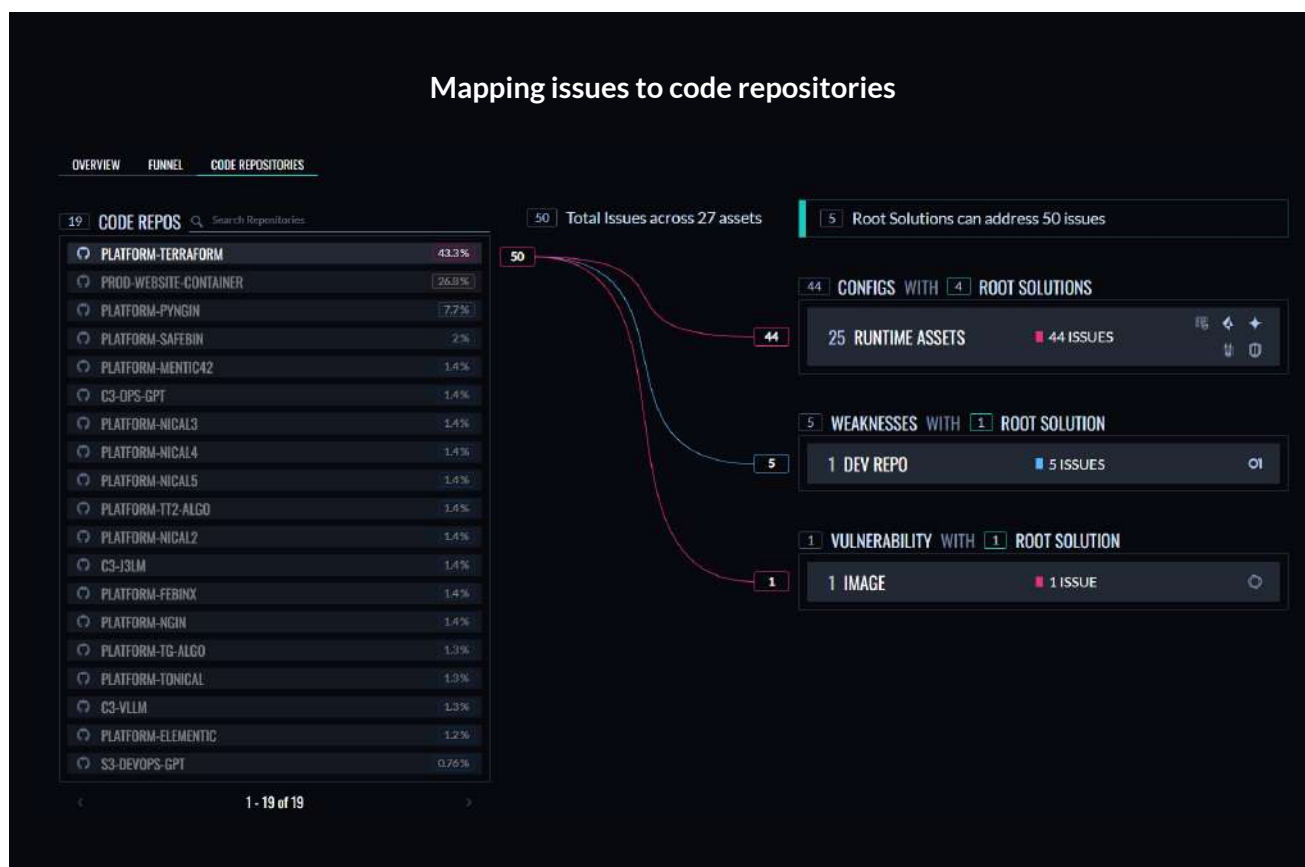 Mapping issues to code repositories
OVERVIEW FUNNEL CODE REPOSITORIES
19 CODE REPOS Search Repositories
PLATFORM-TERRAFORM 43.3%
PROD-WEBSITE-CONTAINER 26.8%
PLATFORM-PYNGIN 7.7%
PLATFORM-SAFEBIN 2%
PLATFORM-MENTIC42 1.4%
C3-OPS-GPT 1.4%
PLATFORM-NICAL3 1.4%
PLATFORM-NICAL4 1.4%
PLATFORM-NICAL5 1.4%
PLATFORM-TT2-ALGO 1.4%
PLATFORM-NICAL2 1.4%
C3-J3LM 1.4%
PLATFORM-FEBINX 1.4%
PLATFORM-NGIN 1.4%
PLATFORM-TG-ALGO 1.3%
PLATFORM-TONICAL 1.3%
C3-VLLM 1.3%
PLATFORM-ELEMENTIC 1.2%
S3-DEVOPS-GPT 0.76%
1 - 19 of 19
50 Total Issues across 27 assets
50
44
5
1
5 Root Solutions can address 50 issues
44 CONFIGS WITH 4 ROOT SOLUTIONS
25 RUNTIME ASSETS 44 ISSUES
5 WEAKNESSES WITH 1 ROOT SOLUTION
1 DEV REPO 5 ISSUES
1 VULNERABILITY WITH 1 ROOT SOLUTION
1 IMAGE 1 ISSUE